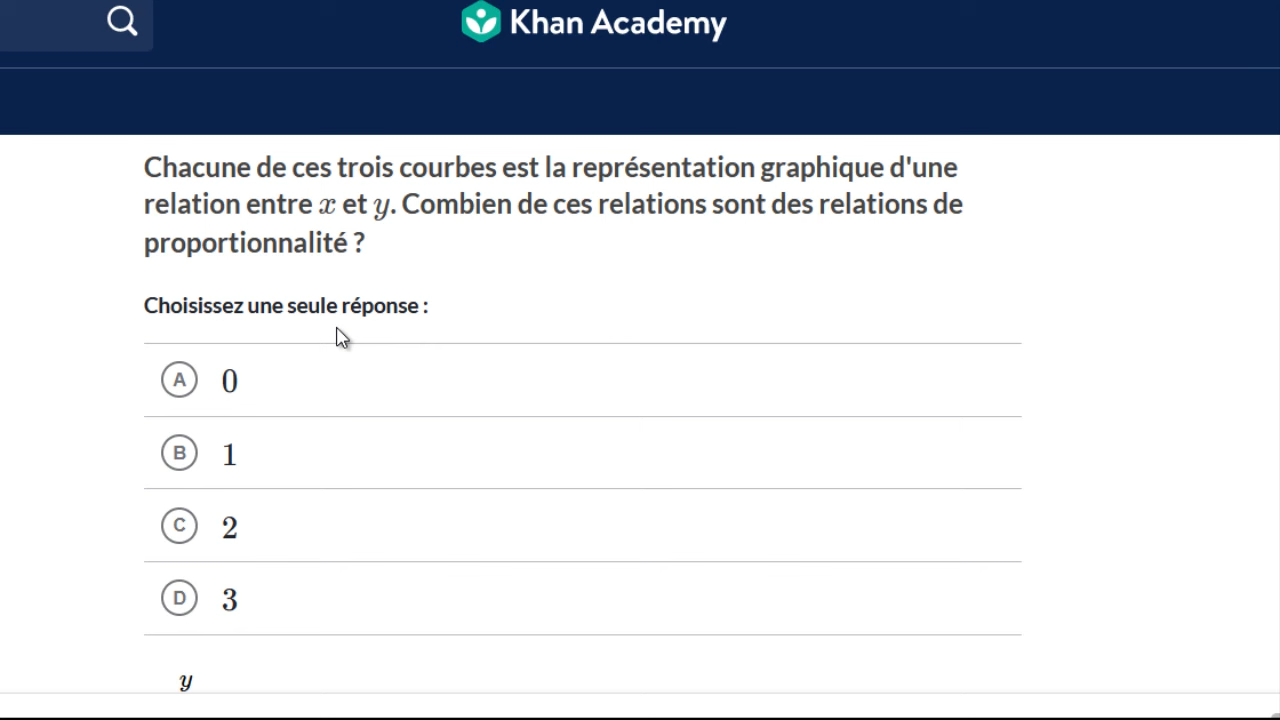 Khan Academy
Chacune de ces trois courbes est la représentation graphique d'une
relation entre x et y. Combien de ces relations sont des relations de
proportionnalité ?
Choisissez une seule réponse :
A 0
B 1
C 2
D 3
y